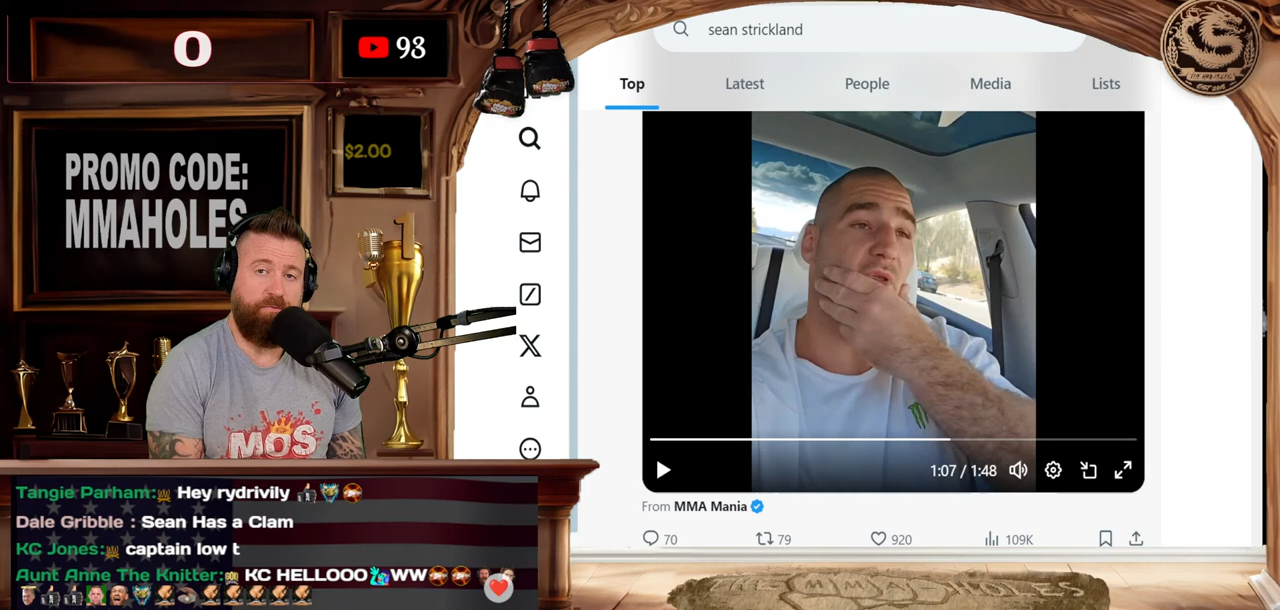 0
93
PROMO CODE:
MMAHOLES
$2.00
1
MOS
Tangie Parham: Hey rydrivily
Dale Gribble : Sean Has a Clam
KC Jones: captain low t
Aunt Anne The Knitter: KC HELLOOO WW
sean strickland
Top Latest People Media Lists
1:07 / 1:48
From MMA Mania
70 79 920 109K
MMAHOLES